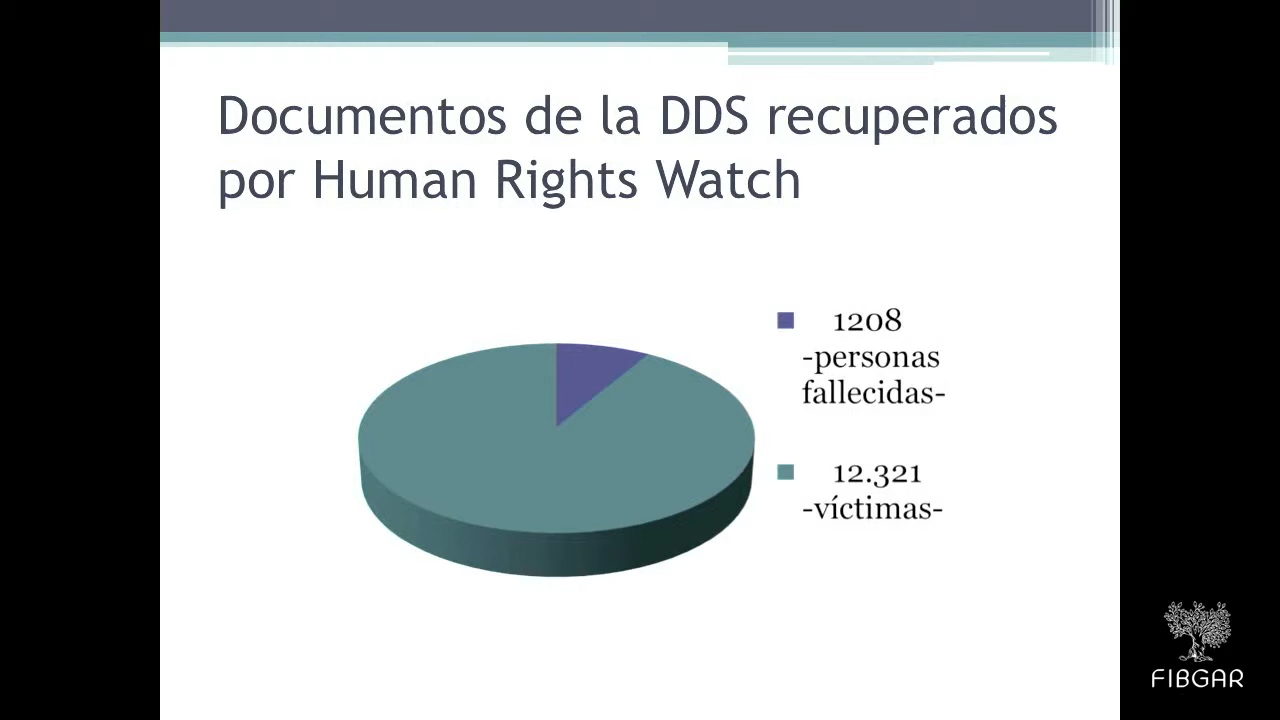 Documentos de la DDS recuperados
por Human Rights Watch
1208
-personas
fallecidas-
12.321
-víctimas-
FIBGAR